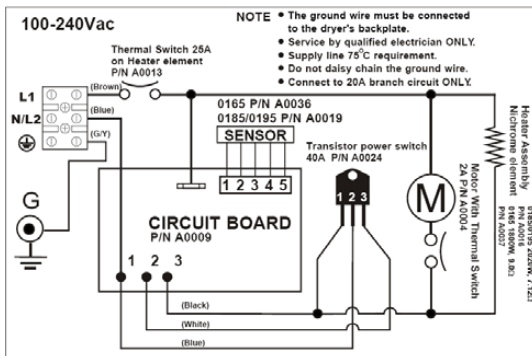 100-240Vac
NOTE • The ground wire must be connected
to the dryer's backplate.
• Service by qualified electrician ONLY.
• Supply line 75°C requirement.
• Do not daisy chain the ground wire.
• Connect to 20A branch circuit ONLY.
Thermal Switch 25A
on Heater element
P/N A0013
L1
N/L2
(Brown)
(Blue)
(G/Y)
G
0165 P/N A0036
0185/0195 P/N A0019
SENSOR
1 2 3 4 5
Transistor power switch
40A P/N A0024
1 2 3
CIRCUIT BOARD
P/N A0009
1 2 3
(Black)
(White)
(Blue)
M
Motor With Thermal Switch
2A P/N A0004
Heater Assembly
Nichrome element
P/N A0016
0165 1880W, 9.0Ω
P/N A0037